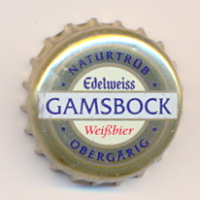 NATURTRÜB
Edelweiss
GAMSBOCK
Weißbier
OBERGÄRIG